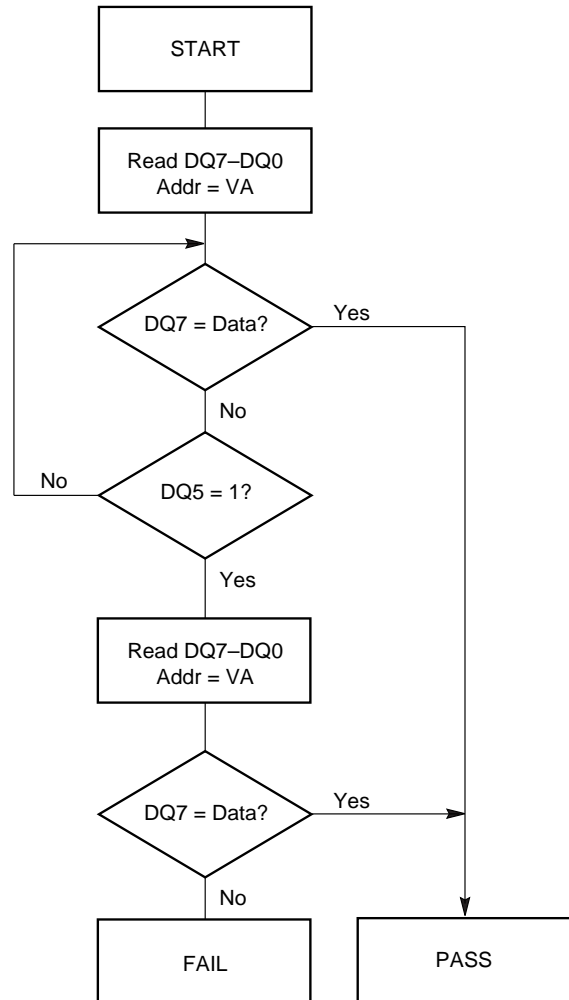 START
Read DQ7–DQ0
Addr = VA
DQ7 = Data?
Yes
No
No
DQ5 = 1?
Yes
Read DQ7–DQ0
Addr = VA
DQ7 = Data?
Yes
No
FAIL
PASS